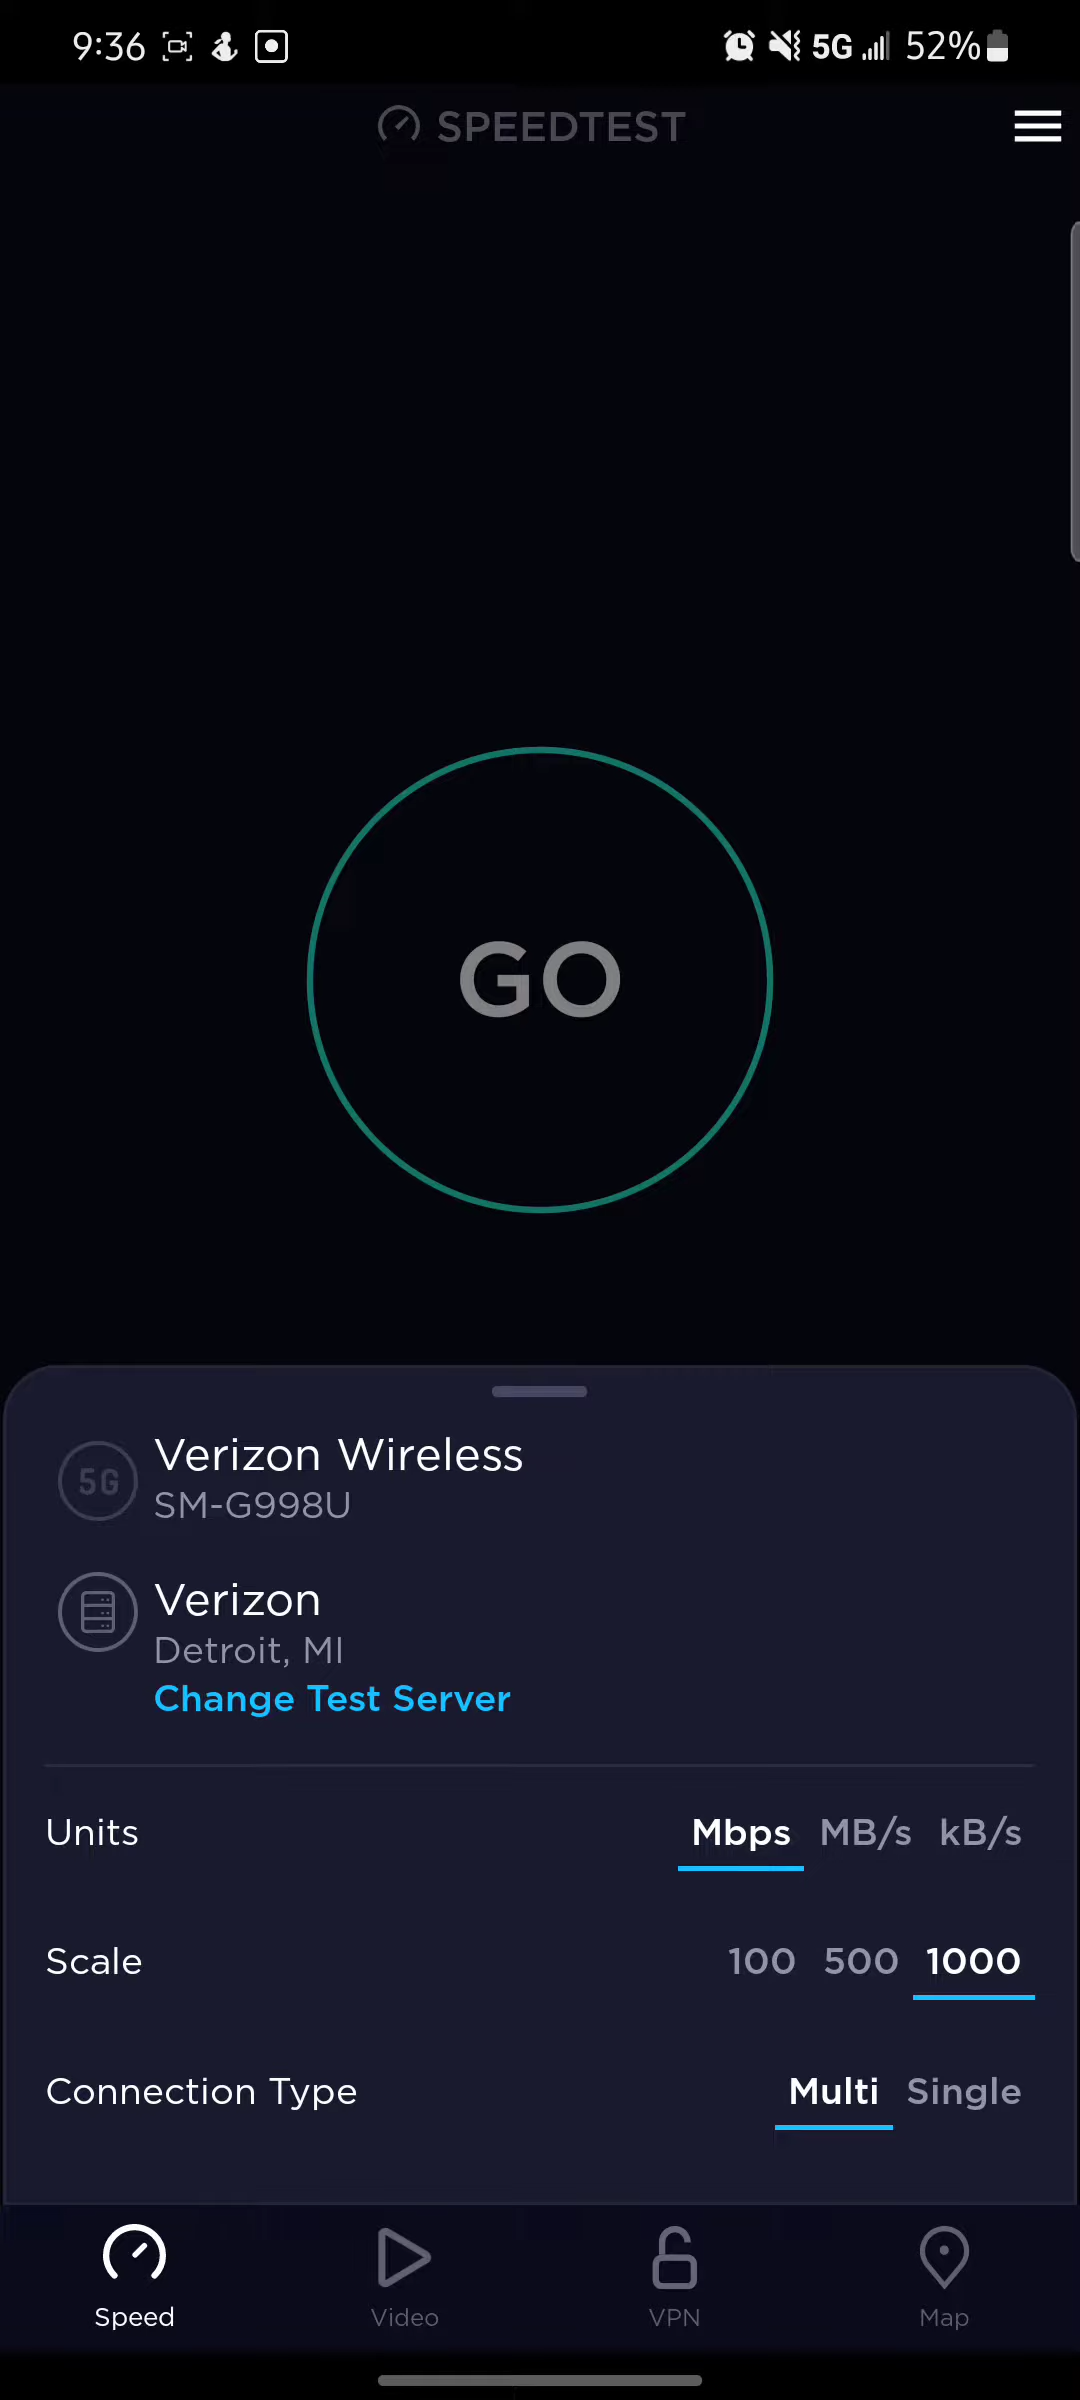 9:36 5G 52%
SPEEDTEST
GO
5G Verizon Wireless
SM-G998U
Verizon
Detroit, MI
Change Test Server
Units Mbps MB/s kB/s
Scale 100 500 1000
Connection Type Multi Single
Speed Video VPN Map